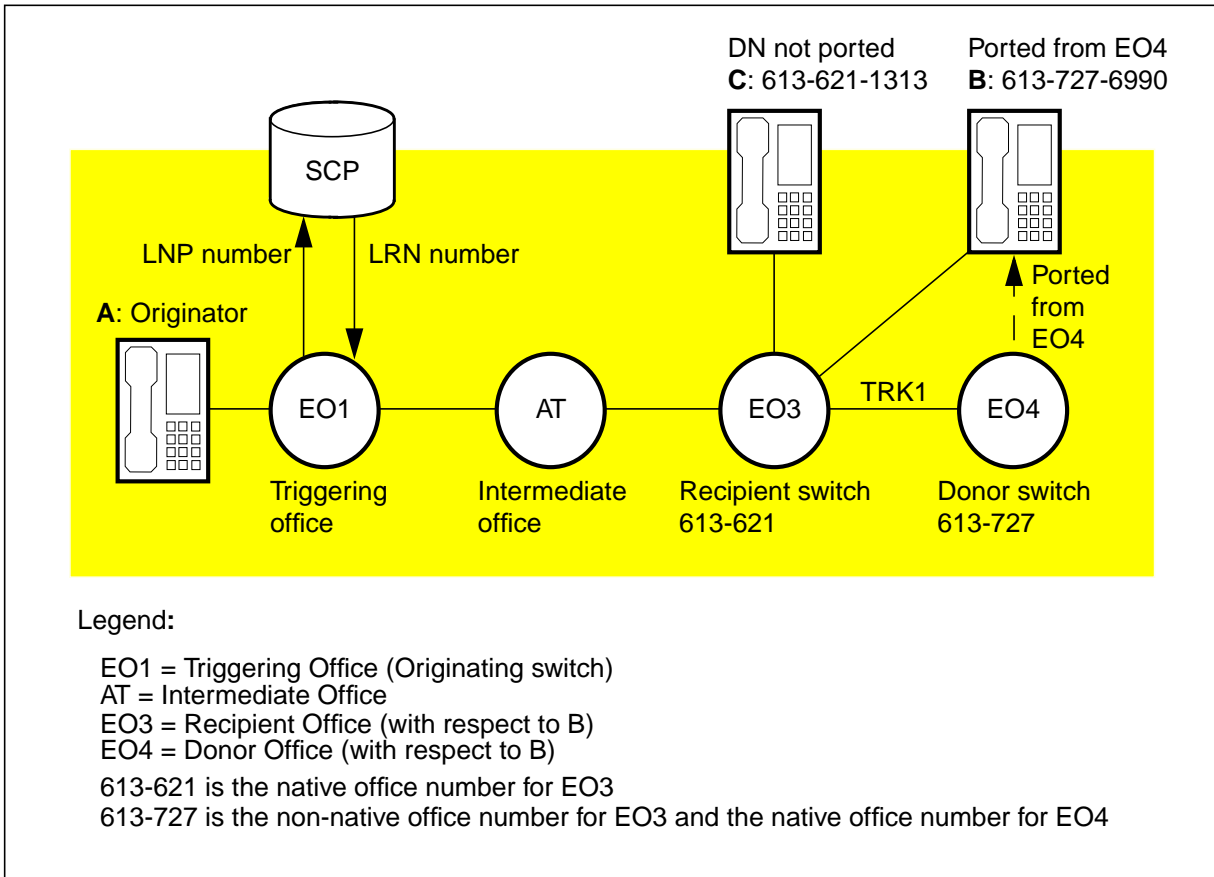 DN not ported
C: 613-621-1313
Ported from EO4
B: 613-727-6990
SCP
LNP number
LRN number
Ported
from
EO4
A: Originator
EO1
AT
EO3
TRK1
EO4
Triggering
office
Intermediate
office
Recipient switch
613-621
Donor switch
613-727
Legend:
EO1 = Triggering Office (Originating switch)
AT = Intermediate Office
EO3 = Recipient Office (with respect to B)
EO4 = Donor Office (with respect to B)
613-621 is the native office number for EO3
613-727 is the non-native office number for EO3 and the native office number for EO4